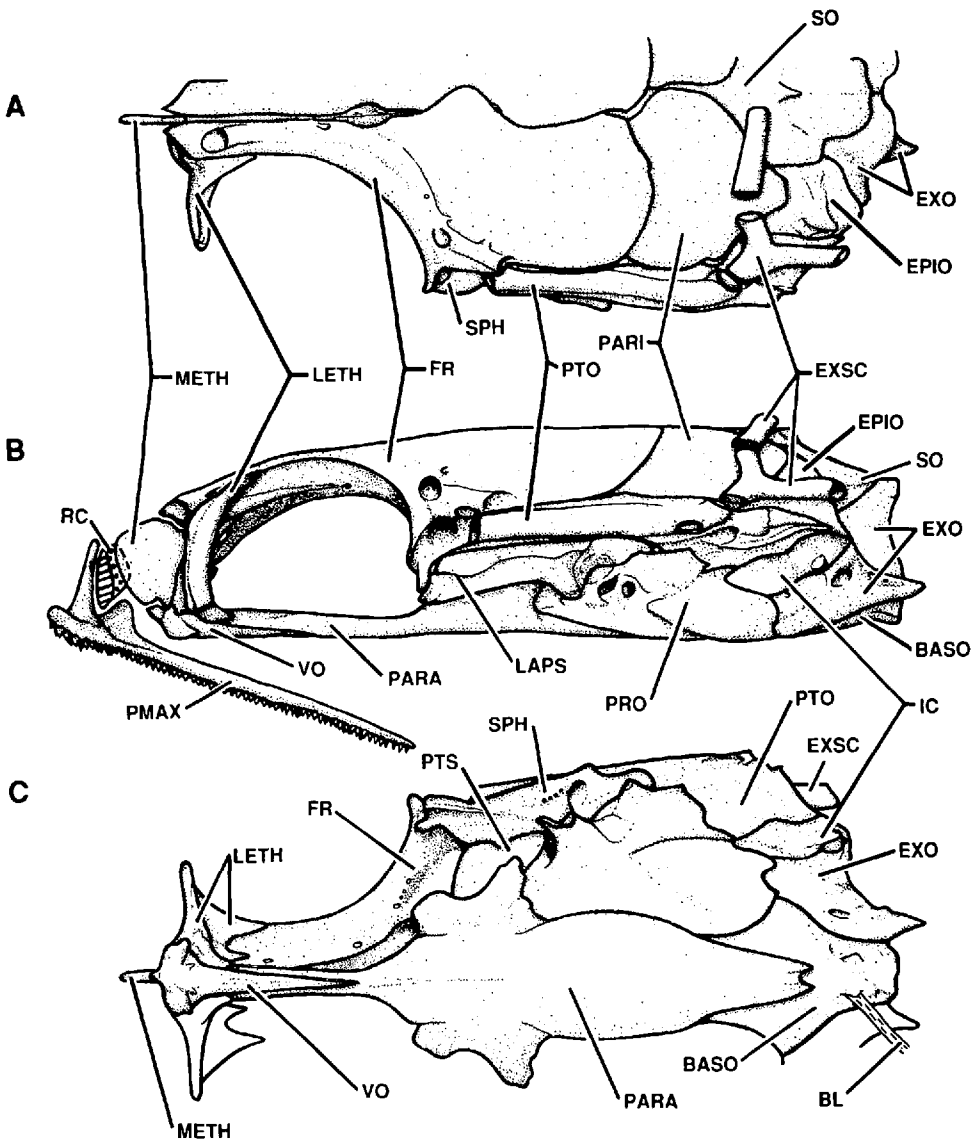 SO
A
EXO
EPIO
SPH
PARI
METH
LETH
FR
PTO
EXSC
B
EPIO
SO
RC
EXO
VO
PARA
LAPS
BASO
PMAX
PRO
IC
PTO
SPH
EXSC
PTS
C
FR
LETH
EXO
BASO
VO
PARA
BL
METH